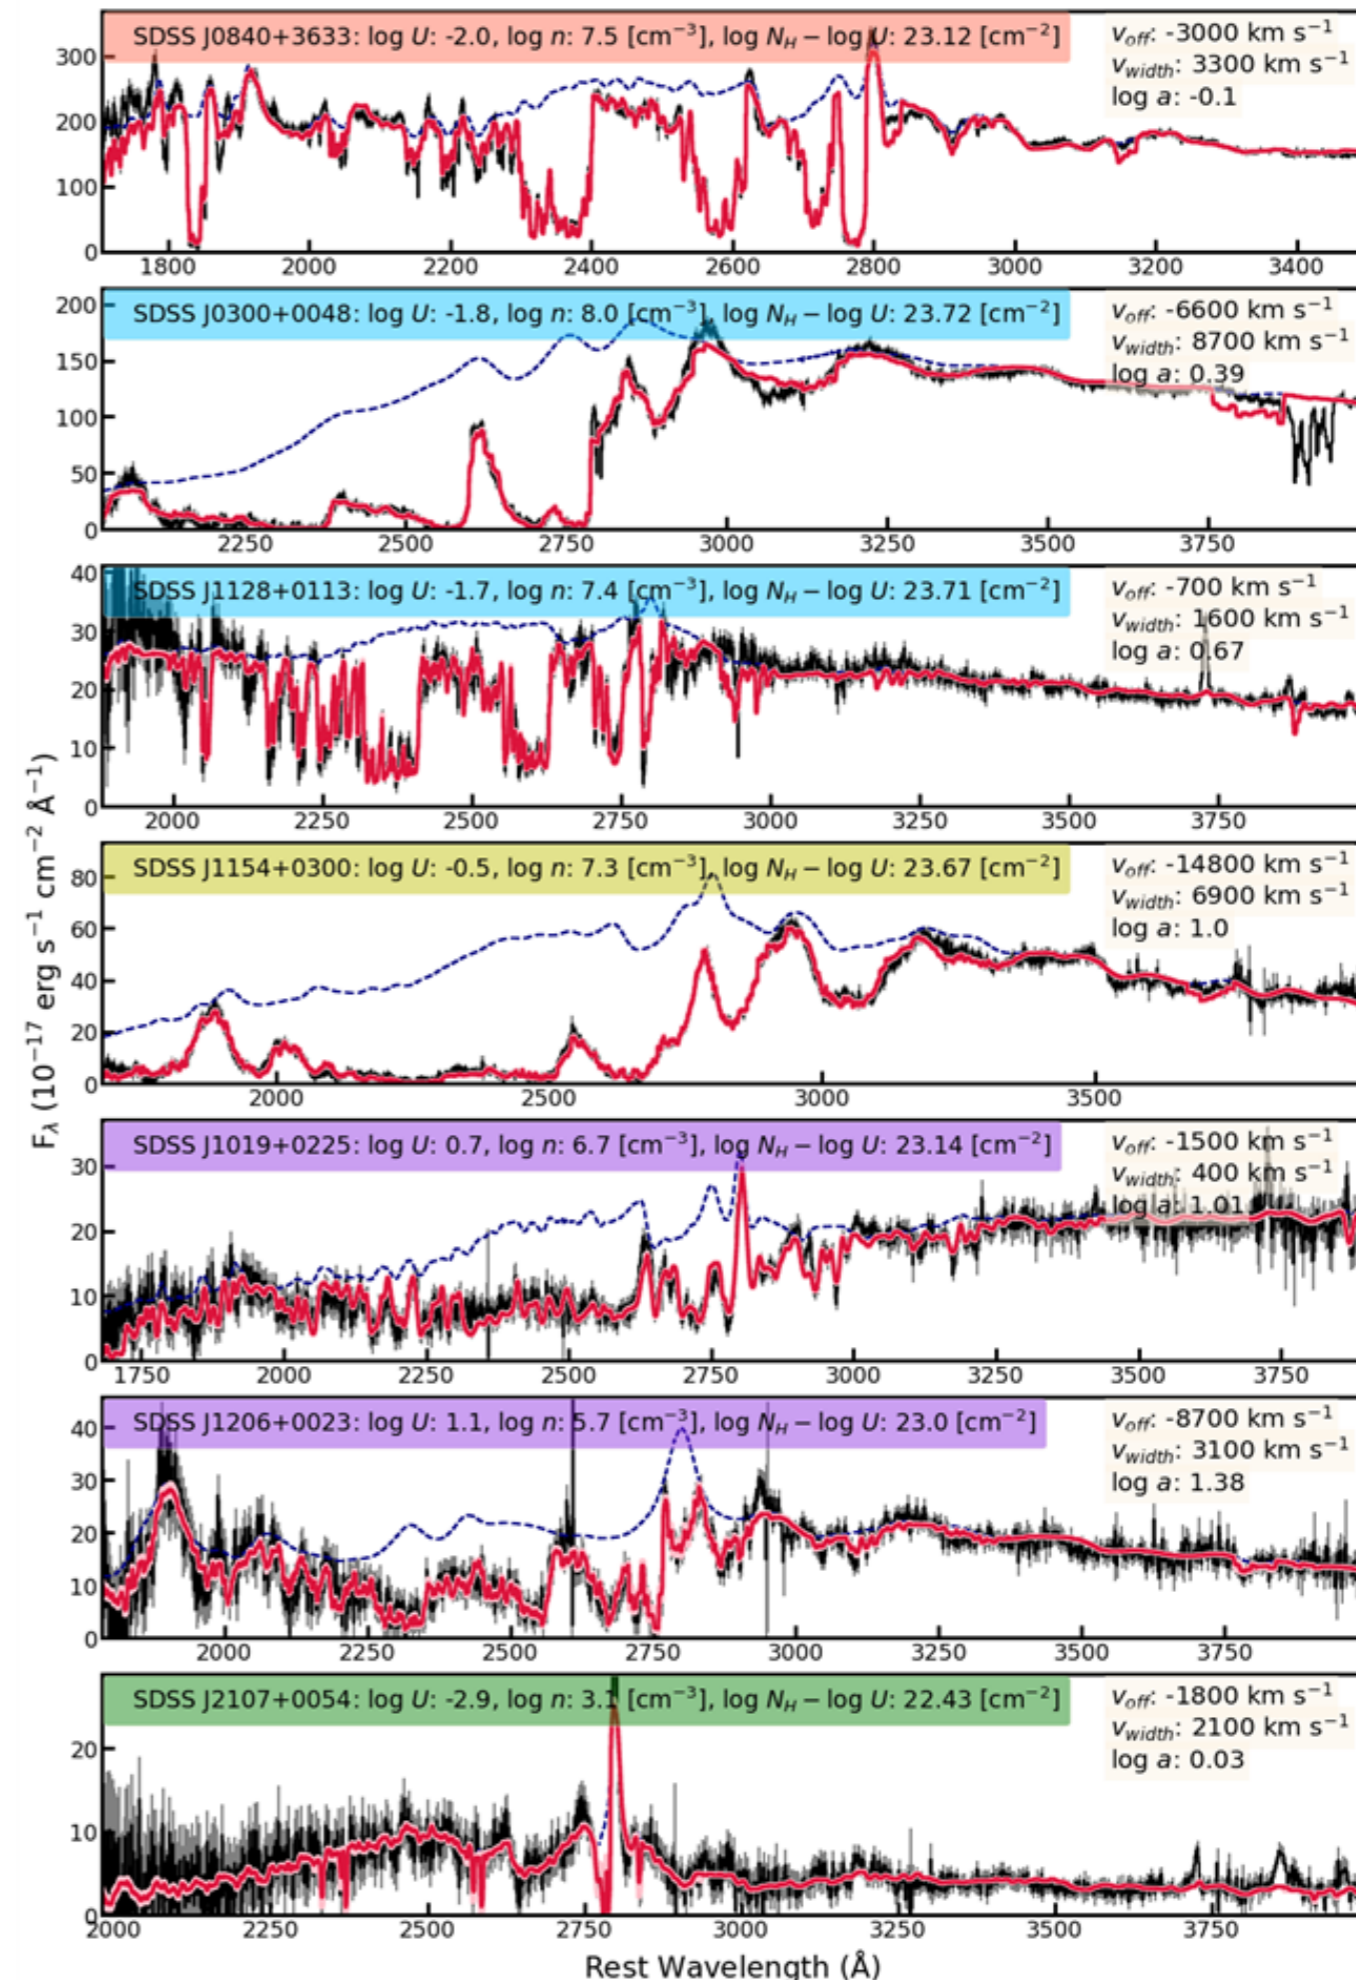 SDSS J0840+3633: log U: -2.0, log n: 7.5 [cm⁻³], log N_H − log U: 23.12 [cm⁻²]
v_off: -3000 km s⁻¹
v_width: 3300 km s⁻¹
log a: -0.1
300
200
100
0
1800 2000 2200 2400 2600 2800 3000 3200 3400
SDSS J0300+0048: log U: -1.8, log n: 8.0 [cm⁻³], log N_H − log U: 23.72 [cm⁻²]
v_off: -6600 km s⁻¹
v_width: 8700 km s⁻¹
log a: 0.39
200
150
100
50
0
2250 2500 2750 3000 3250 3500 3750
SDSS J1128+0113: log U: -1.7, log n: 7.4 [cm⁻³], log N_H − log U: 23.71 [cm⁻²]
v_off: -700 km s⁻¹
v_width: 1600 km s⁻¹
log a: 0.67
40
30
20
10
0
2000 2250 2500 2750 3000 3250 3500 3750
SDSS J1154+0300: log U: -0.5, log n: 7.3 [cm⁻³], log N_H − log U: 23.67 [cm⁻²]
v_off: -14800 km s⁻¹
v_width: 6900 km s⁻¹
log a: 1.0
80
60
40
20
0
2000 2500 3000 3500
F_λ (10⁻¹⁷ erg s⁻¹ cm⁻² Å⁻¹)
SDSS J1019+0225: log U: 0.7, log n: 6.7 [cm⁻³], log N_H − log U: 23.14 [cm⁻²]
v_off: -1500 km s⁻¹
v_width: 400 km s⁻¹
log a: 1.01
30
20
10
0
1750 2000 2250 2500 2750 3000 3250 3500 3750
SDSS J1206+0023: log U: 1.1, log n: 5.7 [cm⁻³], log N_H − log U: 23.0 [cm⁻²]
v_off: -8700 km s⁻¹
v_width: 3100 km s⁻¹
log a: 1.38
40
30
20
10
0
2000 2250 2500 2750 3000 3250 3500 3750
SDSS J2107+0054: log U: -2.9, log n: 3.1 [cm⁻³], log N_H − log U: 22.43 [cm⁻²]
v_off: -1800 km s⁻¹
v_width: 2100 km s⁻¹
log a: 0.03
20
10
0
2000 2250 2500 2750 3000 3250 3500 3750
Rest Wavelength (Å)